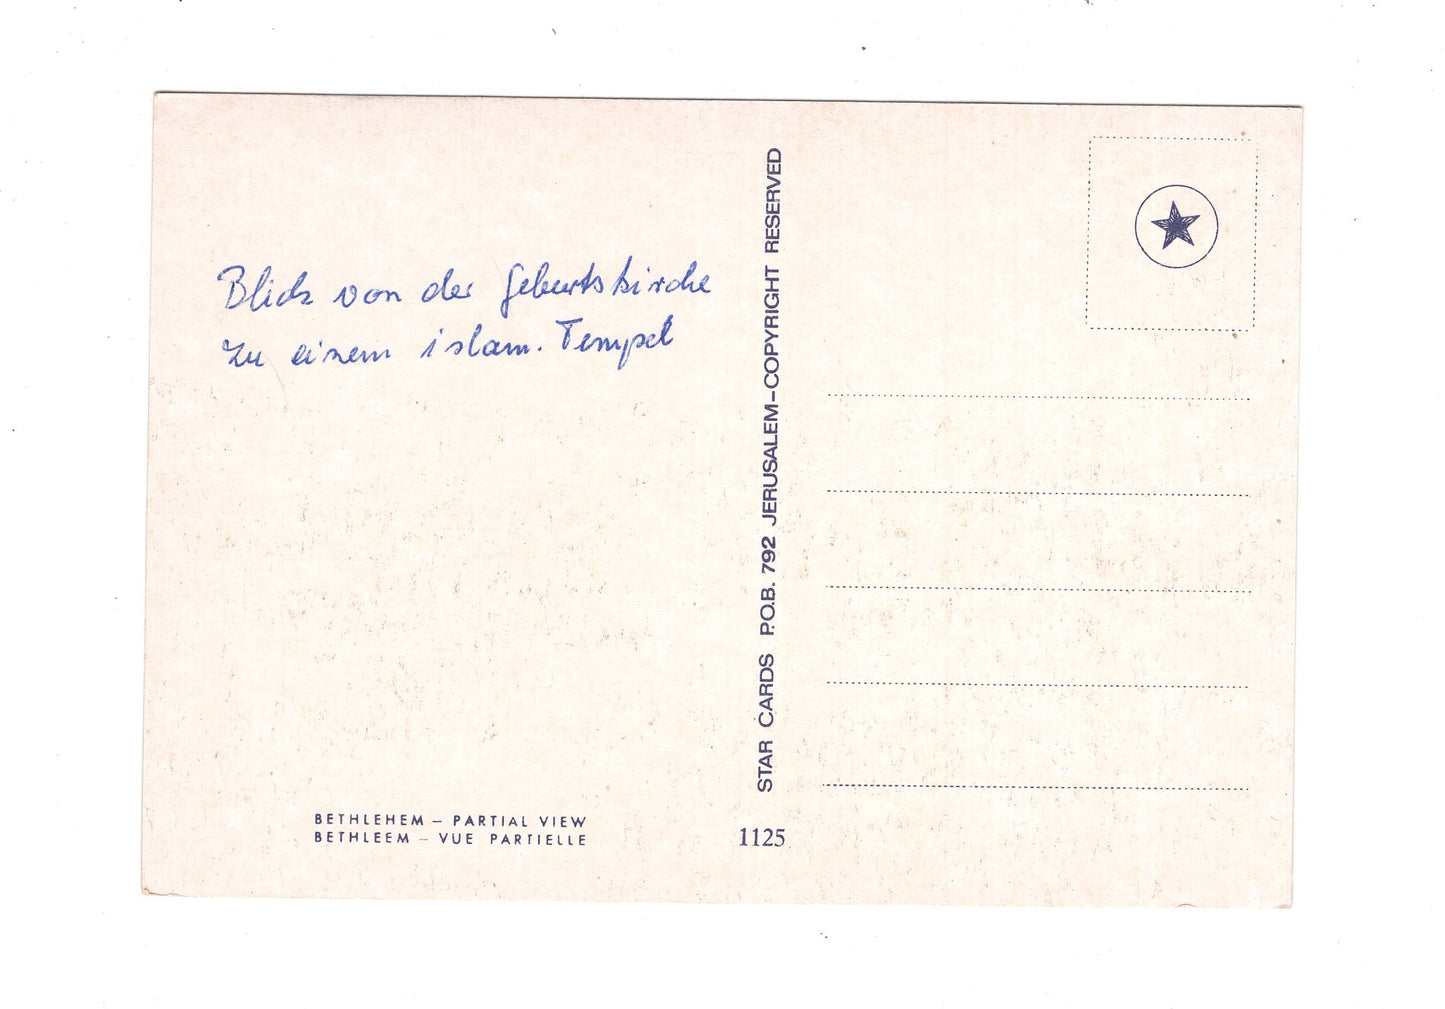 Blick von der Geburtskirche
zu einem islam. Tempel
BETHLEHEM – PARTIAL VIEW
BETHLEEM – VUE PARTIELLE
STAR CARDS P.O.B. 792 JERUSALEM–COPYRIGHT RESERVED
1125